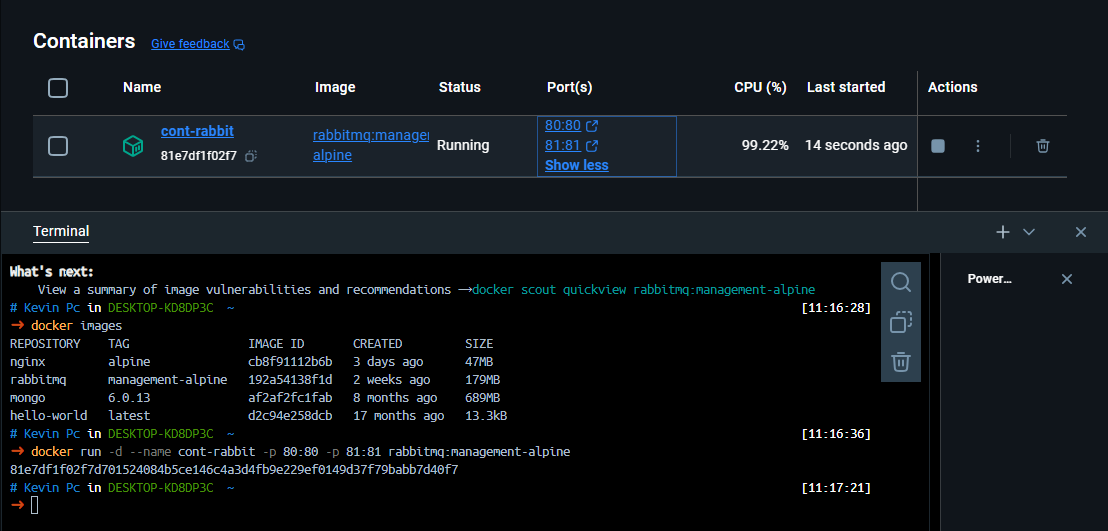 Containers Give feedback
Name Image Status Port(s) CPU (%) Last started Actions
cont-rabbit
81e7df1f02f7
rabbitmq:manage
alpine
Running
80:80
81:81
Show less
99.22%
14 seconds ago
Terminal
What's next:
View a summary of image vulnerabilities and recommendations →docker scout quickview rabbitmq:management-alpine
# Kevin Pc in DESKTOP-KD8DP3C ~ [11:16:28]
→ docker images
REPOSITORY TAG IMAGE ID CREATED SIZE
nginx alpine cb8f91112b6b 3 days ago 47MB
rabbitmq management-alpine 192a54138f1d 2 weeks ago 179MB
mongo 6.0.13 af2af2fc1fab 8 months ago 689MB
hello-world latest d2c94e258dcb 17 months ago 13.3kB
# Kevin Pc in DESKTOP-KD8DP3C ~ [11:16:36]
→ docker run -d --name cont-rabbit -p 80:80 -p 81:81 rabbitmq:management-alpine
81e7df1f02f7d701524084b5ce146c4a3d4fb9e229ef0149d37f79babb7d40f7
# Kevin Pc in DESKTOP-KD8DP3C ~ [11:17:21]
→
Power...